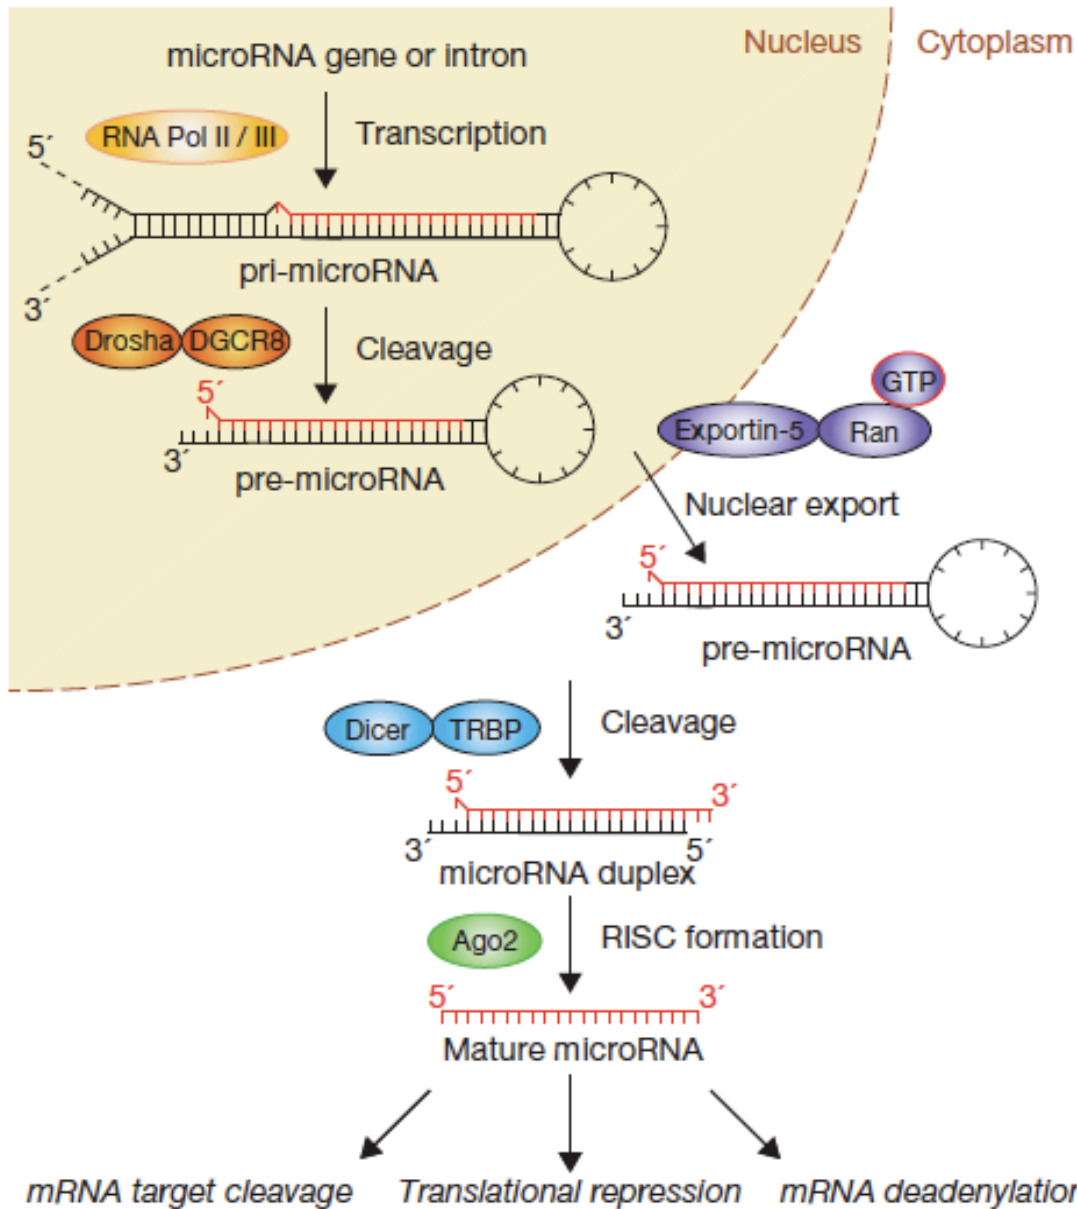 Nucleus
Cytoplasm
microRNA gene or intron
RNA Pol II / III
Transcription
5´
3´
pri-microRNA
Drosha
DGCR8
Cleavage
5´
3´
pre-microRNA
GTP
Exportin-5
Ran
Nuclear export
5´
3´
pre-microRNA
Dicer
TRBP
Cleavage
5´
3´
3´
5´
microRNA duplex
Ago2
RISC formation
5´
3´
Mature microRNA
mRNA target cleavage
Translational repression
mRNA deadenylation